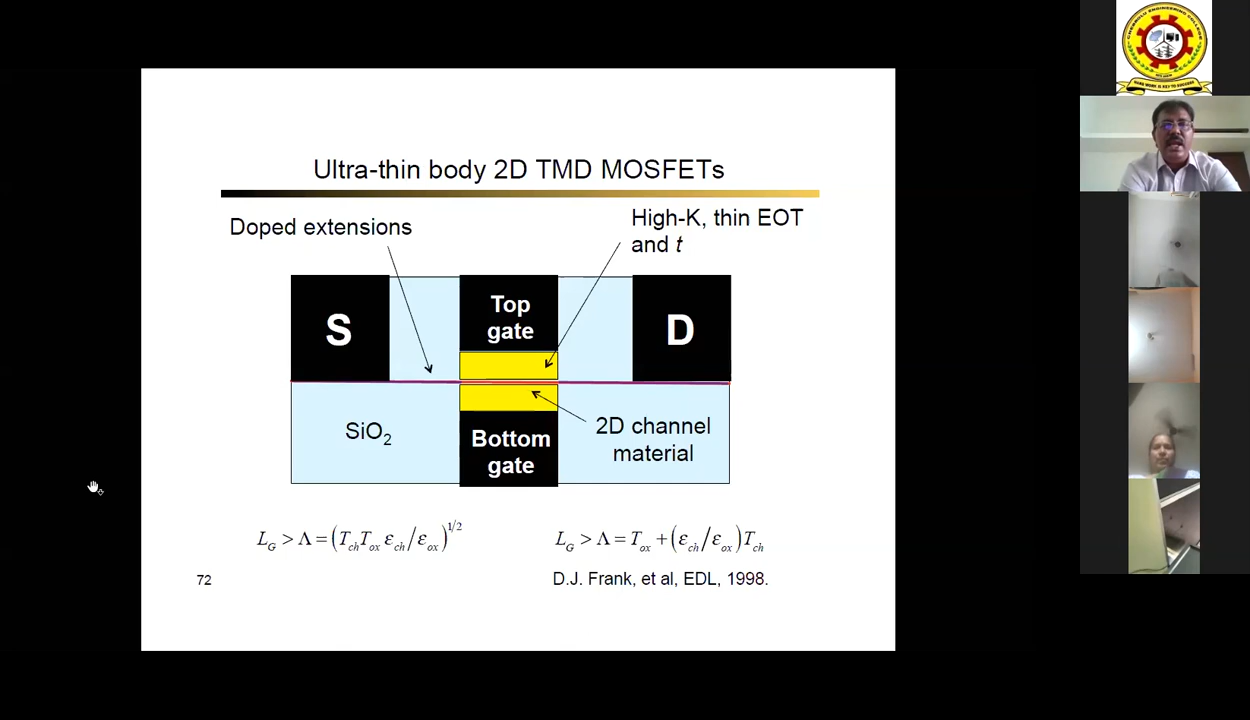 Ultra-thin body 2D TMD MOSFETs
Doped extensions
High-K, thin EOT
and t
S
Top
gate
D
SiO₂
Bottom
gate
2D channel
material
L_G > Λ = (T_ch T_ox ε_ch/ε_ox)^1/2
L_G > Λ = T_ox + (ε_ch/ε_ox)T_ch
72
D.J. Frank, et al, EDL, 1998.